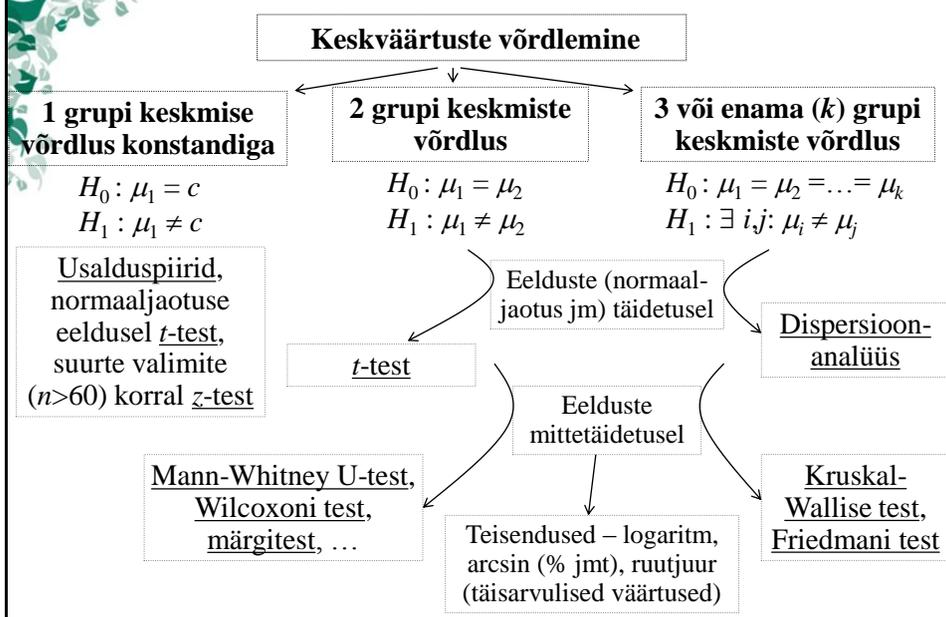 Keskväärtuste võrdlemine
1 grupi keskmise
võrdlus konstandiga
H₀ : μ₁ = c
H₁ : μ₁ ≠ c
Usalduspiirid,
normaaljaotuse
eeldusel t-test,
suurte valimite
(n>60) korral z-test
2 grupi keskmiste
võrdlus
H₀ : μ₁ = μ₂
H₁ : μ₁ ≠ μ₂
3 või enama (k) grupi
keskmiste võrdlus
H₀ : μ₁ = μ₂ =…= μₖ
H₁ : ∃ i,j: μᵢ ≠ μⱼ
Eelduste (normaal-
jaotus jm) täidetusel
t-test
Dispersioon-
analüüs
Eelduste
mittetäidetusel
Mann-Whitney U-test,
Wilcoxoni test,
märgitest, …
Teisendused – logaritm,
arcsin (% jmt), ruutjuur
(täisarvulised väärtused)
Kruskal-
Wallise test,
Friedmani test